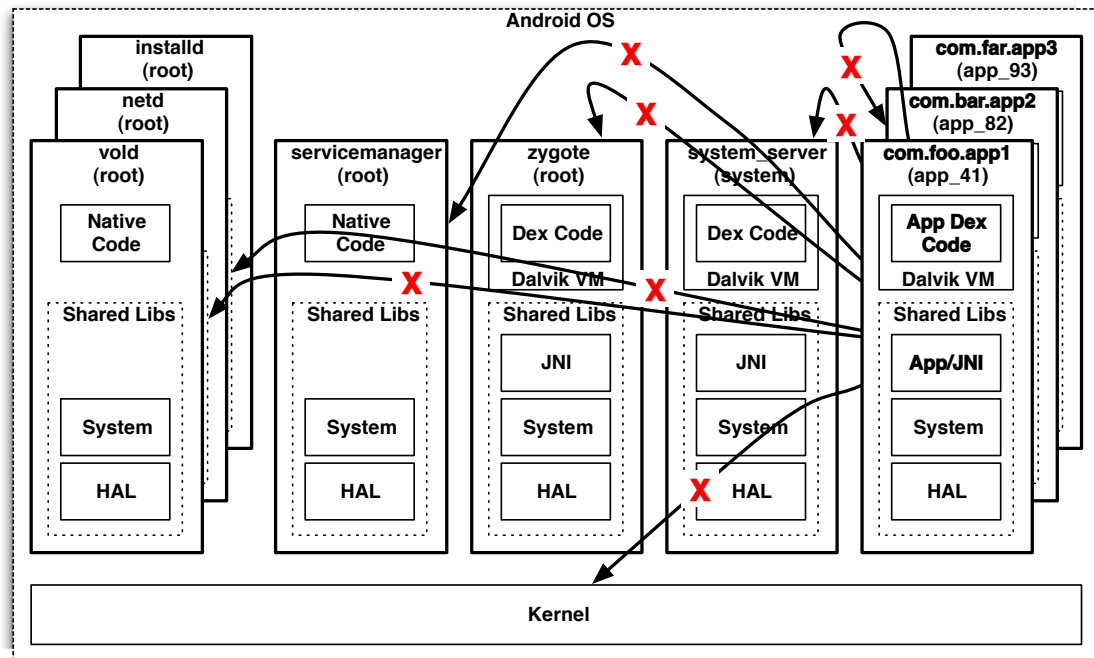 Android OS
installd
(root)
netd
(root)
vold
(root)
Native
Code
Shared Libs
System
HAL
servicemanager
(root)
Native
Code
Shared Libs
System
HAL
zygote
(root)
Dex Code
Dalvik VM
Shared Libs
JNI
System
HAL
system_server
(system)
Dex Code
Dalvik VM
Shared Libs
JNI
System
HAL
com.far.app3
(app_93)
com.bar.app2
(app_82)
com.foo.app1
(app_41)
App Dex
Code
Dalvik VM
Shared Libs
App/JNI
System
HAL
X
X
X
X
X
X
X
Kernel